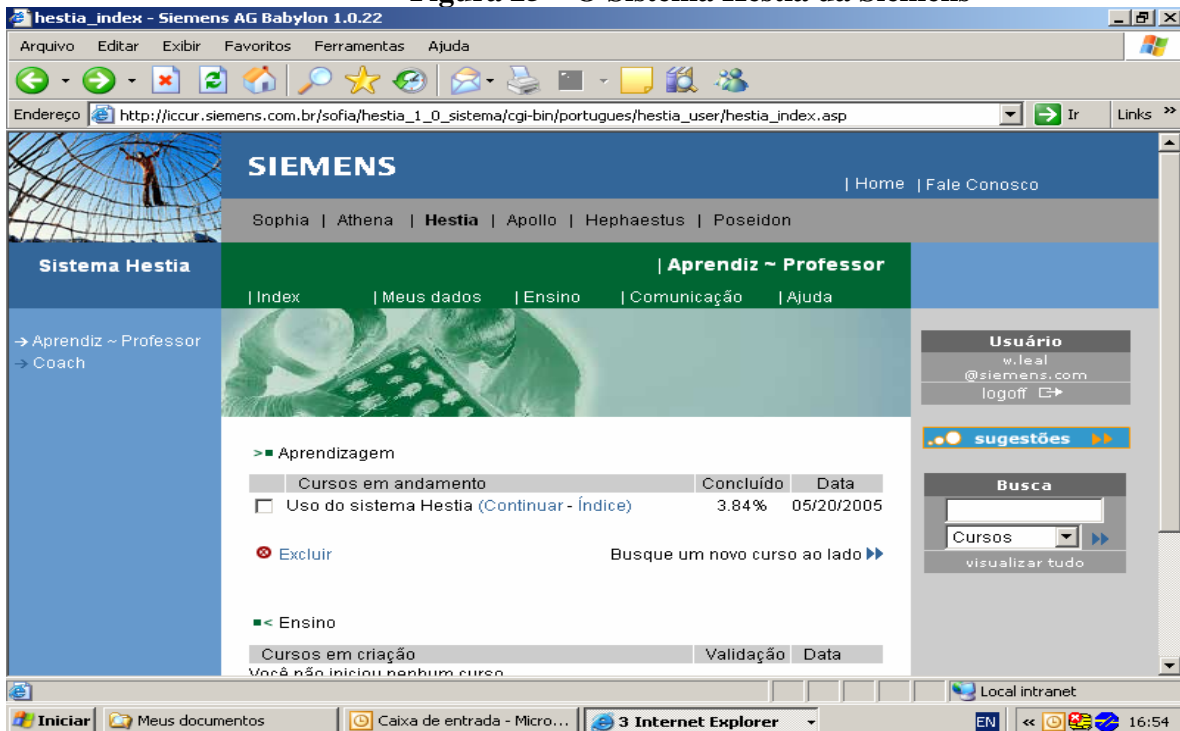 hestia_index - Siemens AG Babylon 1.0.22
Arquivo Editar Exibir Favoritos Ferramentas Ajuda
Endereço http://iccur.siemens.com.br/sofia/hestia_1_0_sistema/cgi-bin/portugues/hestia_user/hestia_index.asp Ir Links »
SIEMENS
| Home | Fale Conosco
Sophia | Athena | Hestia | Apollo | Hephaestus | Poseidon
Sistema Hestia
| Aprendiz ~ Professor
| Index | Meus dados | Ensino | Comunicação | Ajuda
→ Aprendiz ~ Professor
→ Coach
Usuário
w.leal
@siemens.com
logoff
sugestões
>■ Aprendizagem
Cursos em andamento Concluído Data
Uso do sistema Hestia (Continuar - Índice) 3.84% 05/20/2005
Excluir Busque um novo curso ao lado
Busca
Cursos
visualizar tudo
■< Ensino
Cursos em criação Validação Data
Você não iniciou nenhum curso
Local intranet
Iniciar Meus documentos Caixa de entrada - Micro... 3 Internet Explorer EN « 16:54